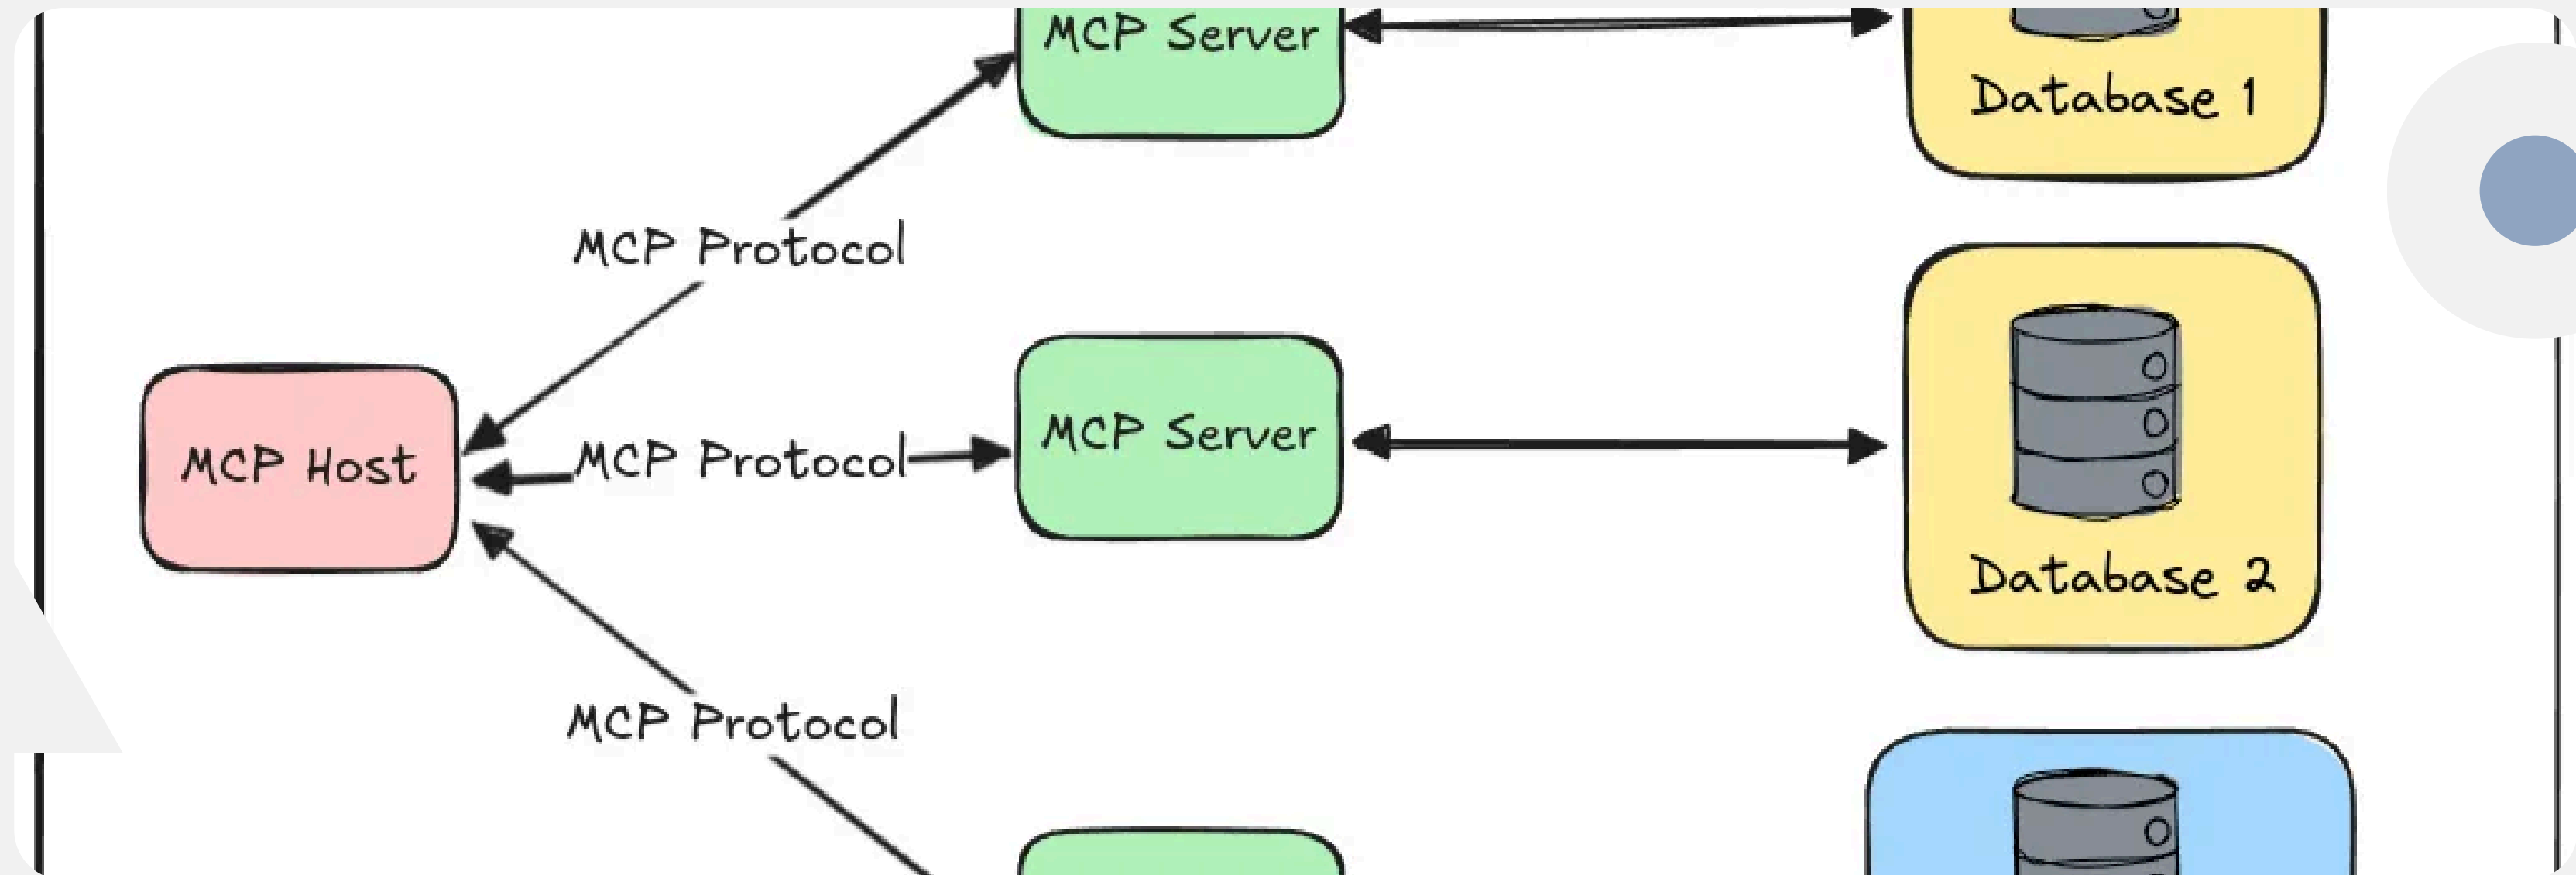 MCP Server
Database 1
MCP Protocol
MCP Host
MCP Protocol
MCP Server
Database 2
MCP Protocol